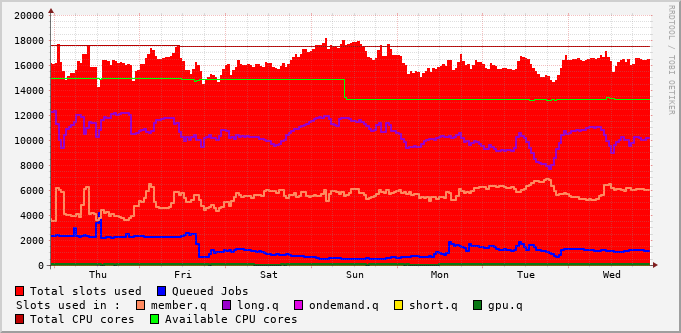 20000
18000
16000
14000
12000
10000
8000
6000
4000
2000
0
Thu Fri Sat Sun Mon Tue Wed
Total slots used Queued Jobs
Slots used in : member.q long.q ondemand.q short.q gpu.q
Total CPU cores Available CPU cores
RRDTOOL / TOBI OETIKER